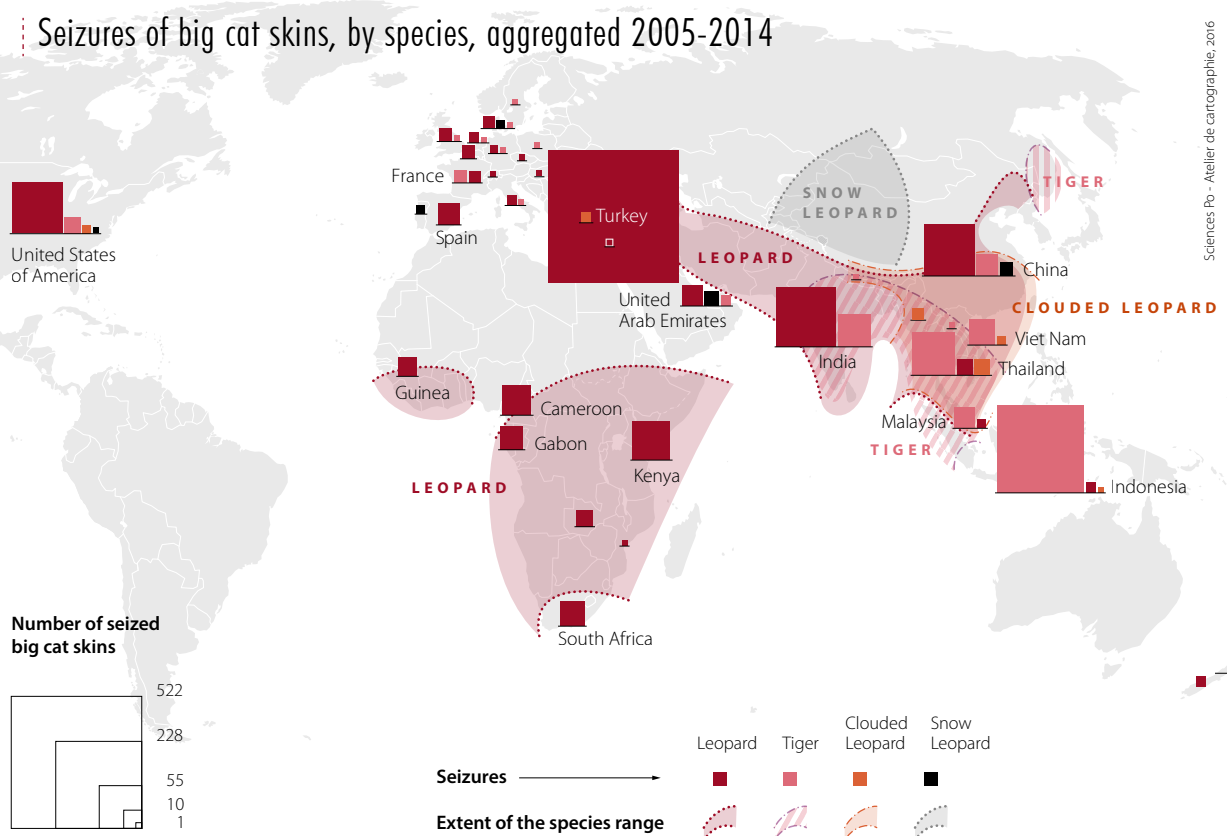 Seizures of big cat skins, by species, aggregated 2005-2014
Sciences Po - Atelier de cartographie, 2016
United States
of America
France
Spain
Turkey
United
Arab Emirates
SNOW
LEOPARD
TIGER
LEOPARD
China
CLOUDED LEOPARD
India
Viet Nam
Thailand
Malaysia
TIGER
Indonesia
Guinea
Cameroon
Gabon
Kenya
LEOPARD
South Africa
Number of seized
big cat skins
522
228
55
10
1
Leopard
Tiger
Clouded
Leopard
Snow
Leopard
Seizures
Extent of the species range